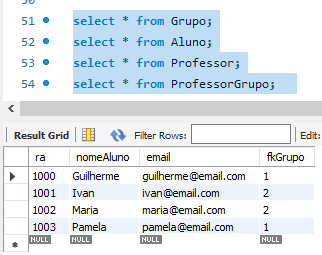 50
51 select * from Grupo;
52 select * from Aluno;
53 select * from Professor;
54 select * from ProfessorGrupo;
Result Grid Filter Rows: Edit:
ra nomeAluno email fkGrupo
1000 Guilherme guilherme@email.com 1
1001 Ivan ivan@email.com 2
1002 Maria maria@email.com 2
1003 Pamela pamela@email.com 1
NULL NULL NULL NULL